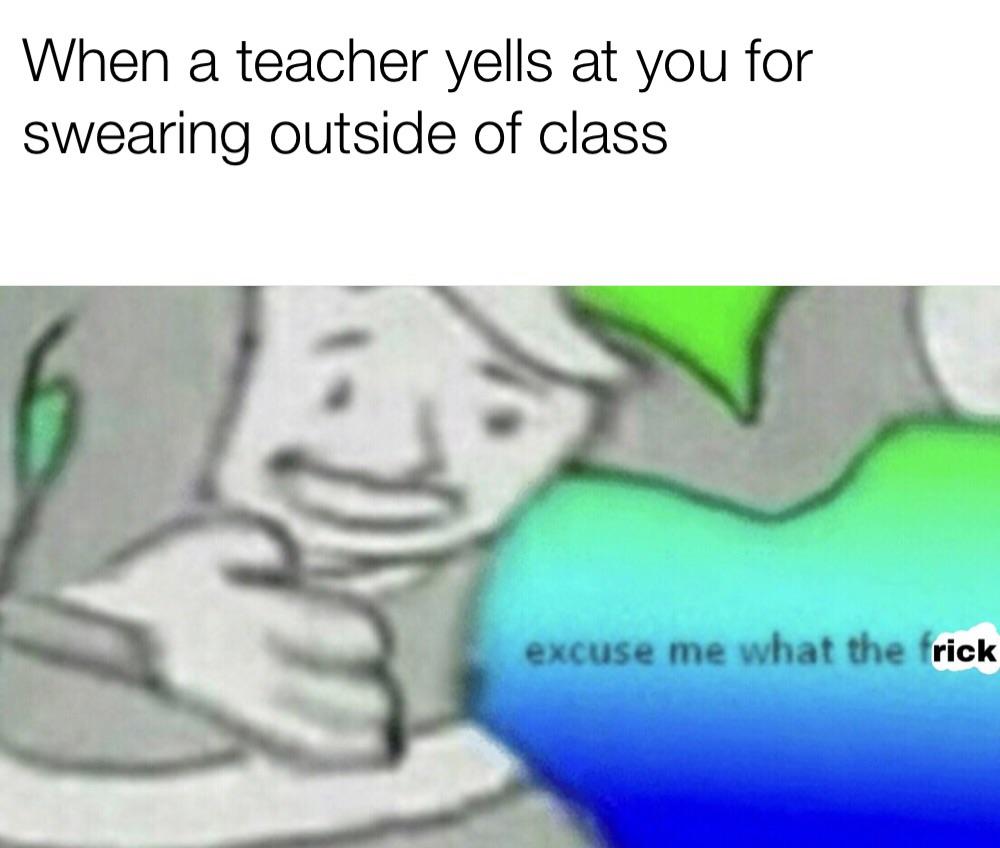 When a teacher yells at you for
swearing outside of class
excuse me what the frick